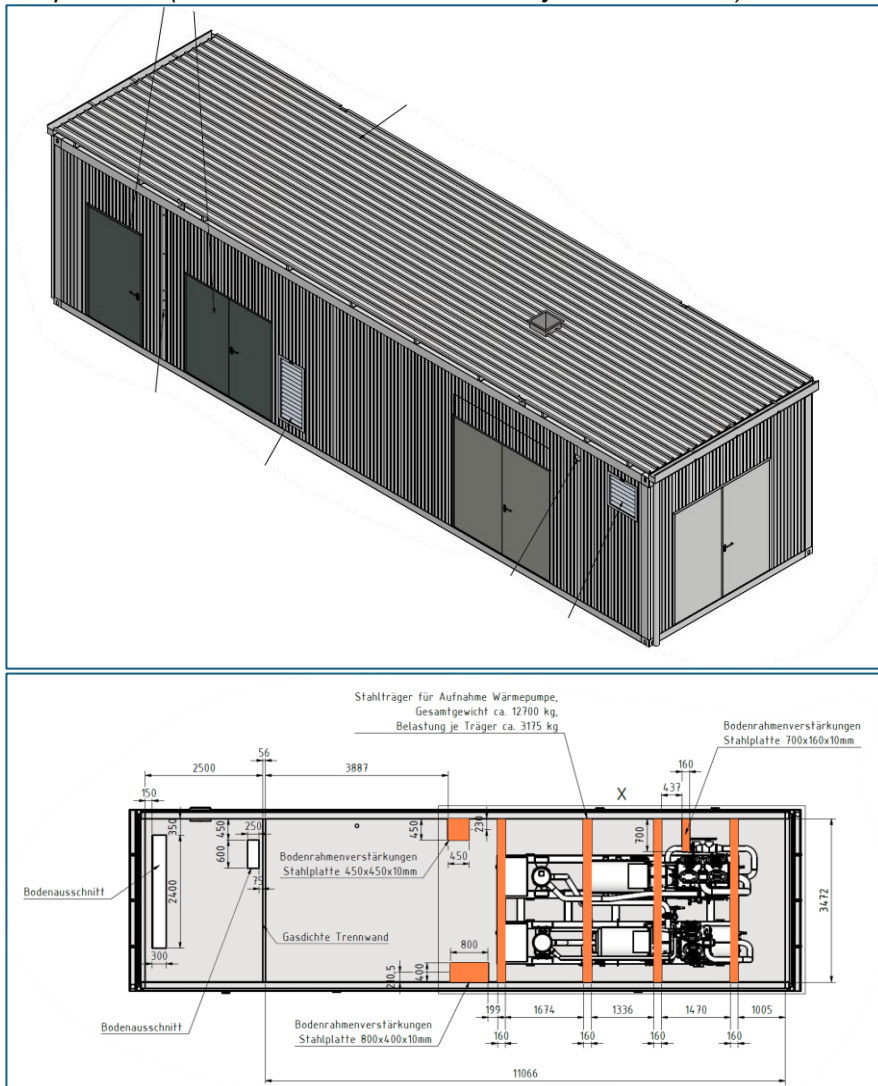 Stahlträger für Aufnahme Wärmepumpe,
Gesamtgewicht ca. 12700 kg,
Belastung je Träger ca. 3175 kg
Bodenrahmenverstärkungen
Stahlplatte 700x160x10mm
56
160
2500
3887
437
X
150
350
450
250
600
75
2400
300
450
230
450
700
3472
Bodenrahmenverstärkungen
Stahlplatte 450x450x10mm
Bodenausschnitt
Gasdichte Trennwand
800
400
210,5
Bodenausschnitt
Bodenrahmenverstärkungen
Stahlplatte 800x400x10mm
199
1674
1336
1470
1005
160
160
160
160
11066